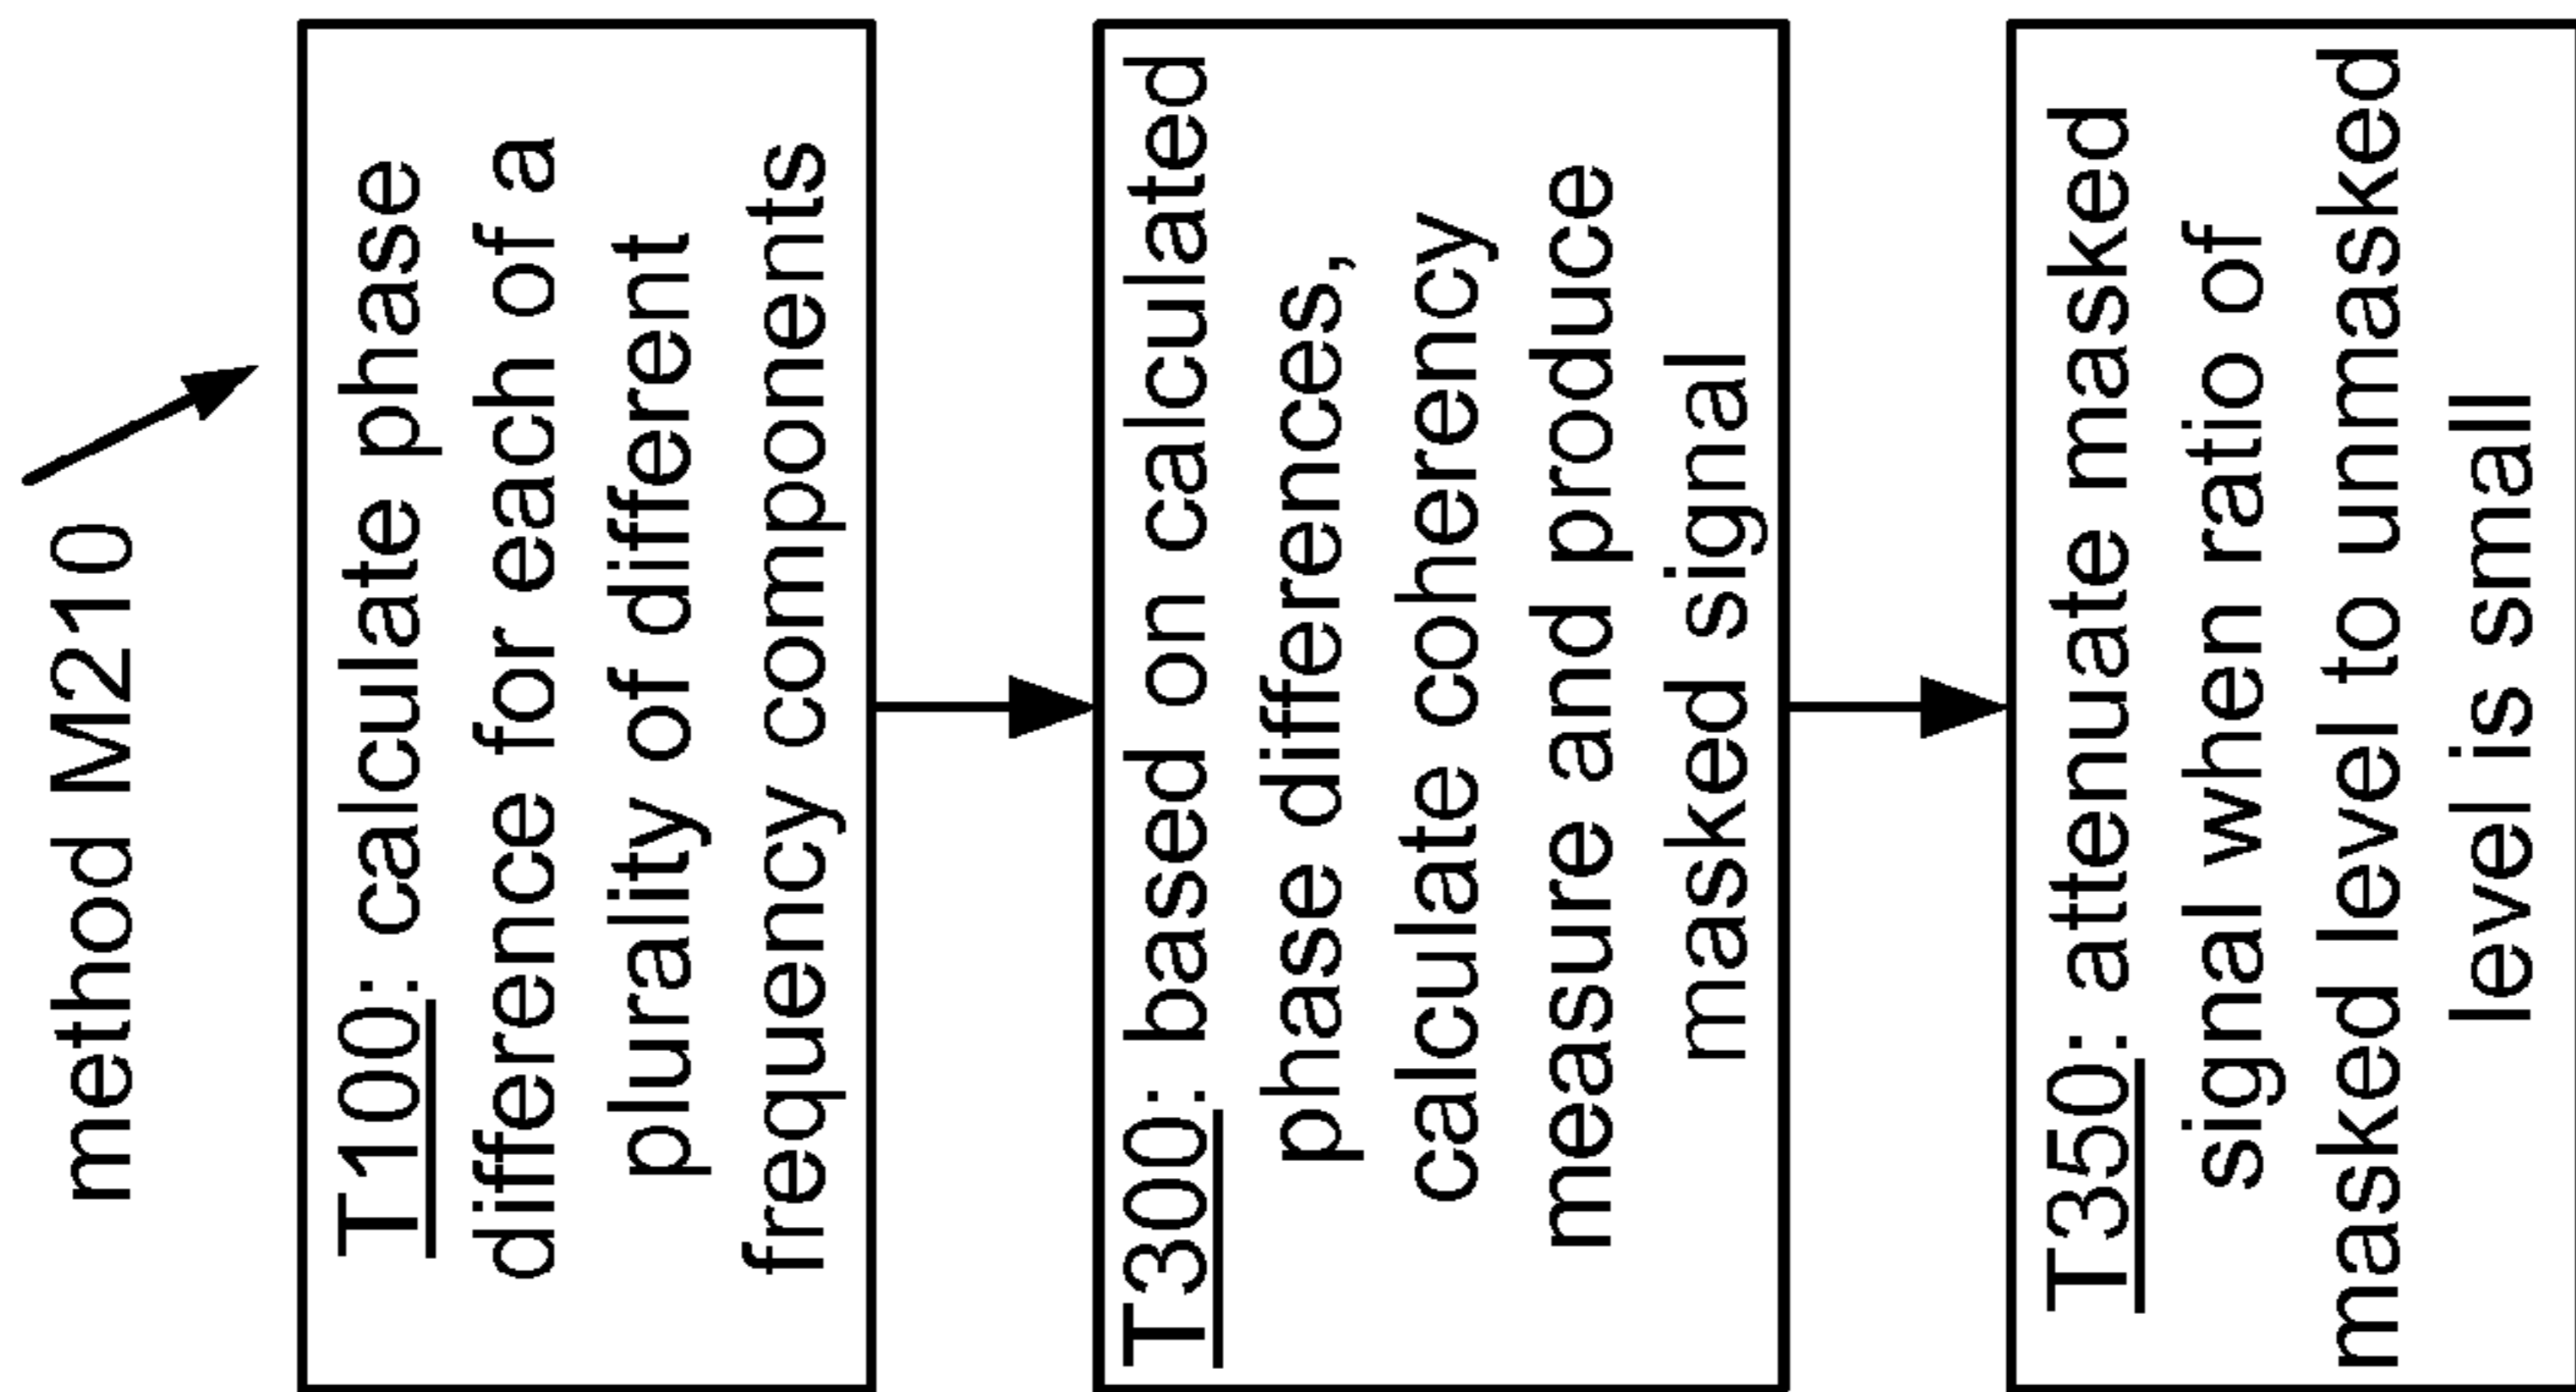 method M210
T100: calculate phase
difference for each of a
plurality of different
frequency components
T300: based on calculated
phase differences,
calculate coherency
measure and produce
masked signal
T350: attenuate masked
signal when ratio of
masked level to unmasked
level is small